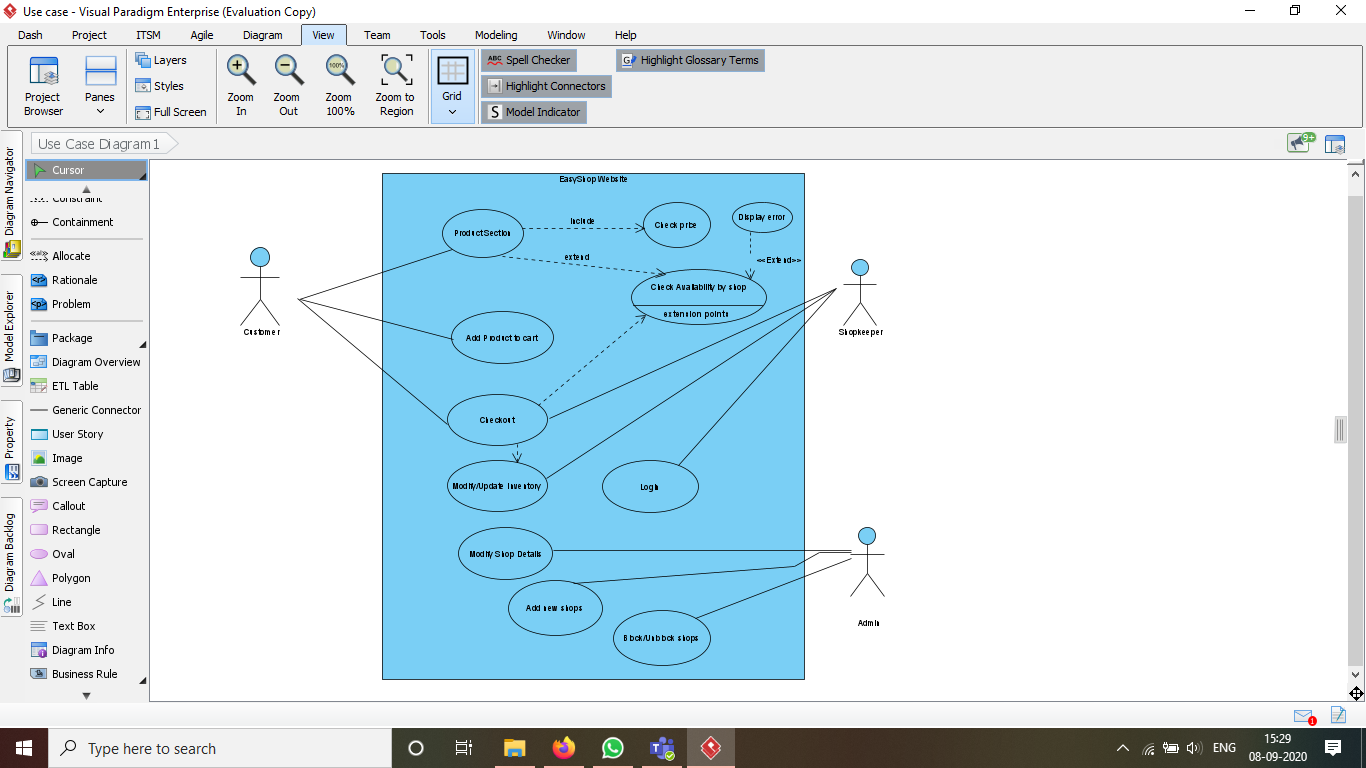 Use case - Visual Paradigm Enterprise (Evaluation Copy)
Dash Project ITSM Agile Diagram View Team Tools Modeling Window Help
Project Browser
Panes
Layers
Styles
Full Screen
Zoom In
Zoom Out
100%
Zoom 100%
Zoom to Region
Grid
ABC Spell Checker
Highlight Connectors
S Model Indicator
G Highlight Glossary Terms
Use Case Diagram1
9+
Diagram Navigator
Model Explorer
Property
Diagram Backlog
Cursor
Constraint
Containment
Allocate
Rationale
Problem
Package
Diagram Overview
ETL Table
Generic Connector
User Story
Image
Screen Capture
Callout
Rectangle
Oval
Polygon
Line
Text Box
Diagram Info
Business Rule
EasyShop Website
Product Section
Include
Check price
Display error
extend
<<Extend>>
Check Availability by shop
extension points
Customer
Shopkeeper
Add Product to cart
Checkout
Modify/Update Inventory
Login
Modify Shop Details
Add new shops
Block/Unblock shops
Admin
1
Type here to search
ENG
15:29
08-09-2020